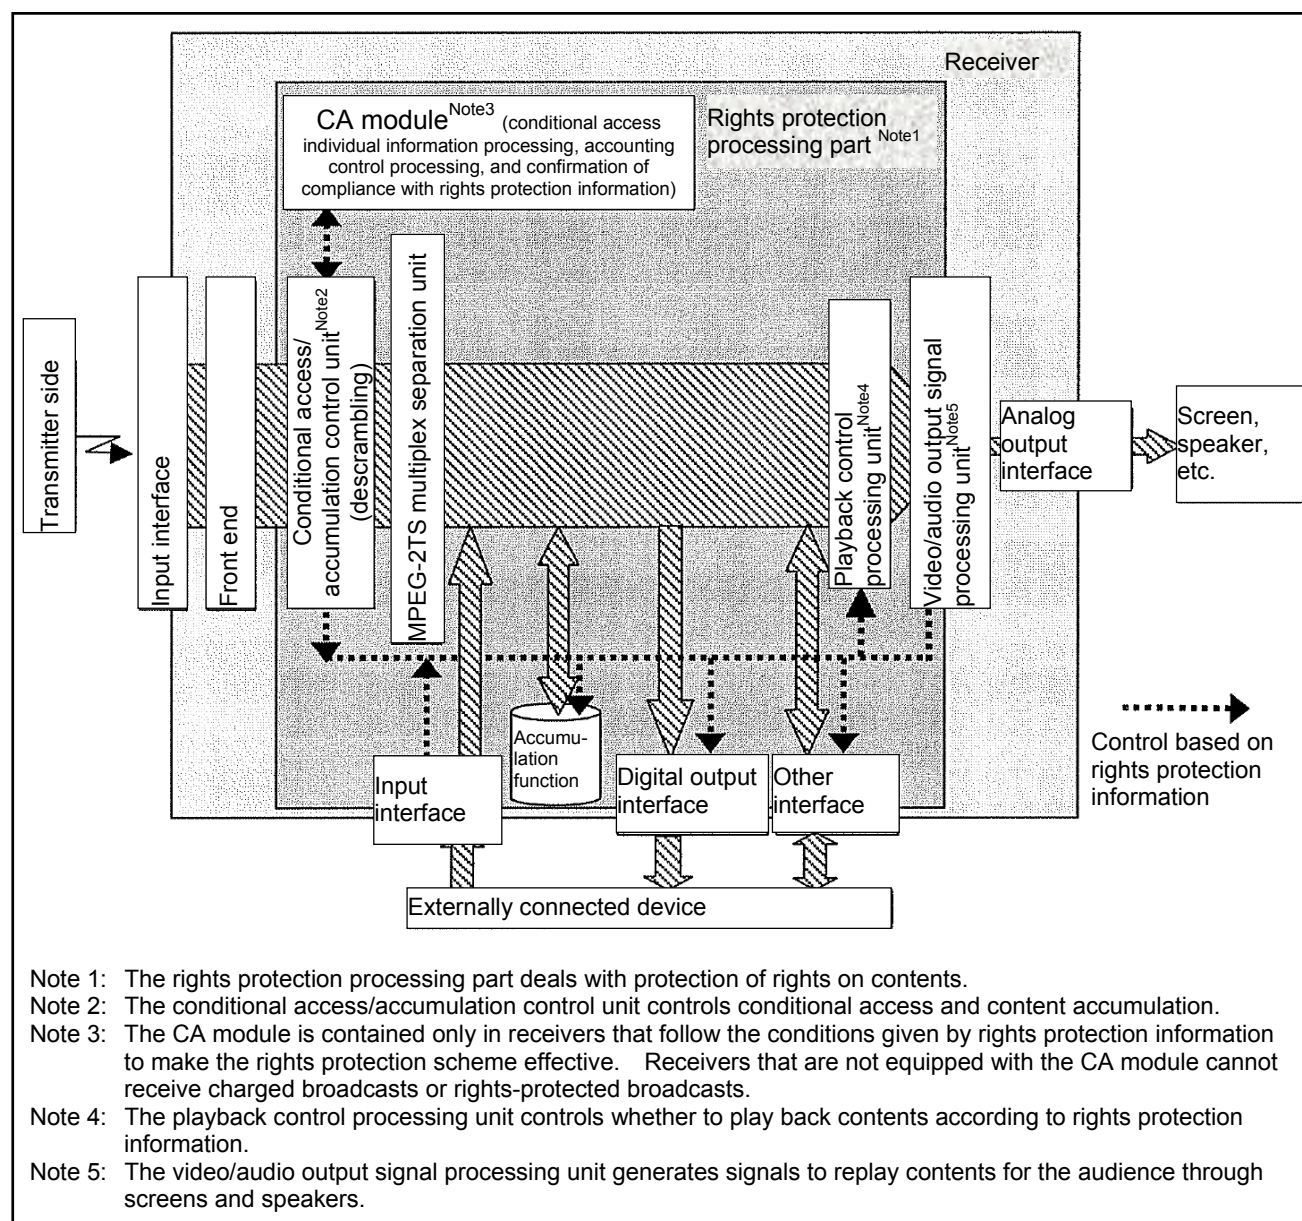 Receiver
CA module Note3 (conditional access
individual information processing, accounting
control processing, and confirmation of
compliance with rights protection information)
Rights protection
processing part Note1
Transmitter side
Input interface
Front end
Conditional access/
accumulation control unit Note2
(descrambling)
MPEG-2TS multiplex separation unit
Playback control
processing unit Note4
Video/audio output signal
processing unit Note5
Analog
output
interface
Screen,
speaker,
etc.
Input
interface
Accumu-
lation
function
Digital output
interface
Other
interface
Control based on
rights protection
information
Externally connected device
Note 1: The rights protection processing part deals with protection of rights on contents.
Note 2: The conditional access/accumulation control unit controls conditional access and content accumulation.
Note 3: The CA module is contained only in receivers that follow the conditions given by rights protection information
to make the rights protection scheme effective. Receivers that are not equipped with the CA module cannot
receive charged broadcasts or rights-protected broadcasts.
Note 4: The playback control processing unit controls whether to play back contents according to rights protection
information.
Note 5: The video/audio output signal processing unit generates signals to replay contents for the audience through
screens and speakers.